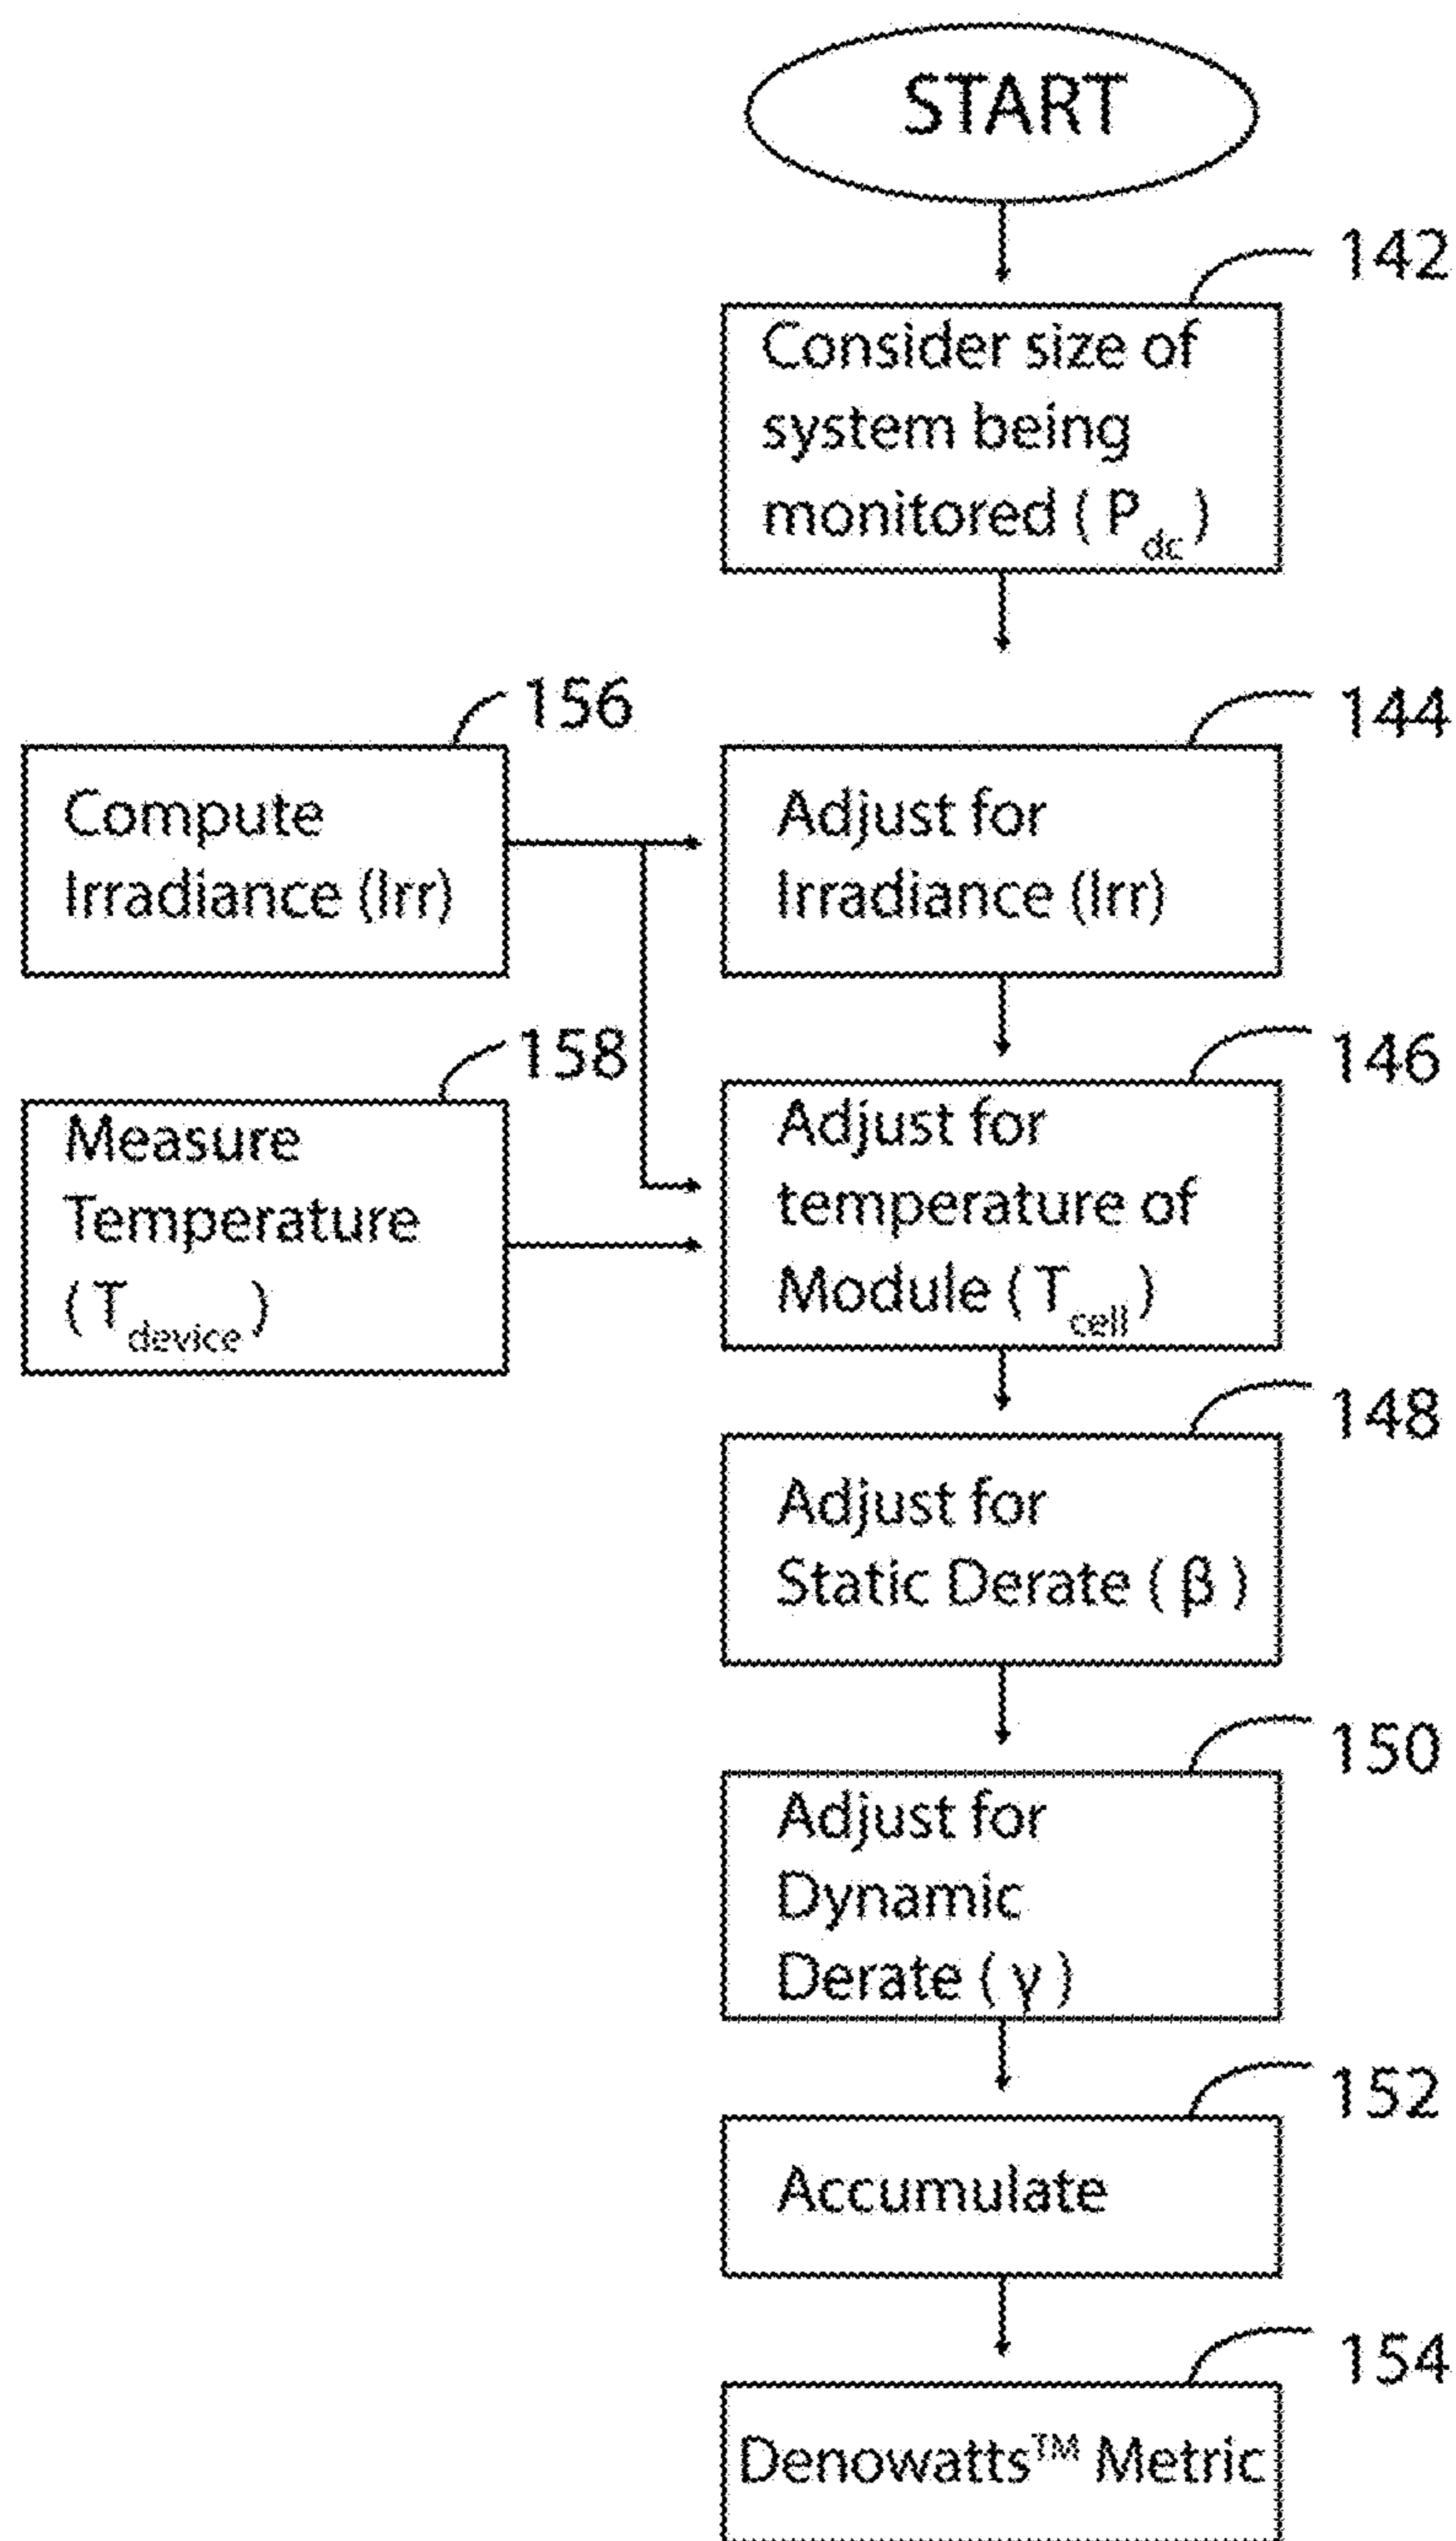 START
142
Consider size of
system being
monitored ( Pdc )
156
144
Compute
Irradiance (Irr)
Adjust for
Irradiance (Irr)
158
146
Measure
Temperature
( Tdevice )
Adjust for
temperature of
Module ( Tcell )
148
Adjust for
Static Derate ( β )
150
Adjust for
Dynamic
Derate ( γ )
152
Accumulate
154
Denowatts™ Metric